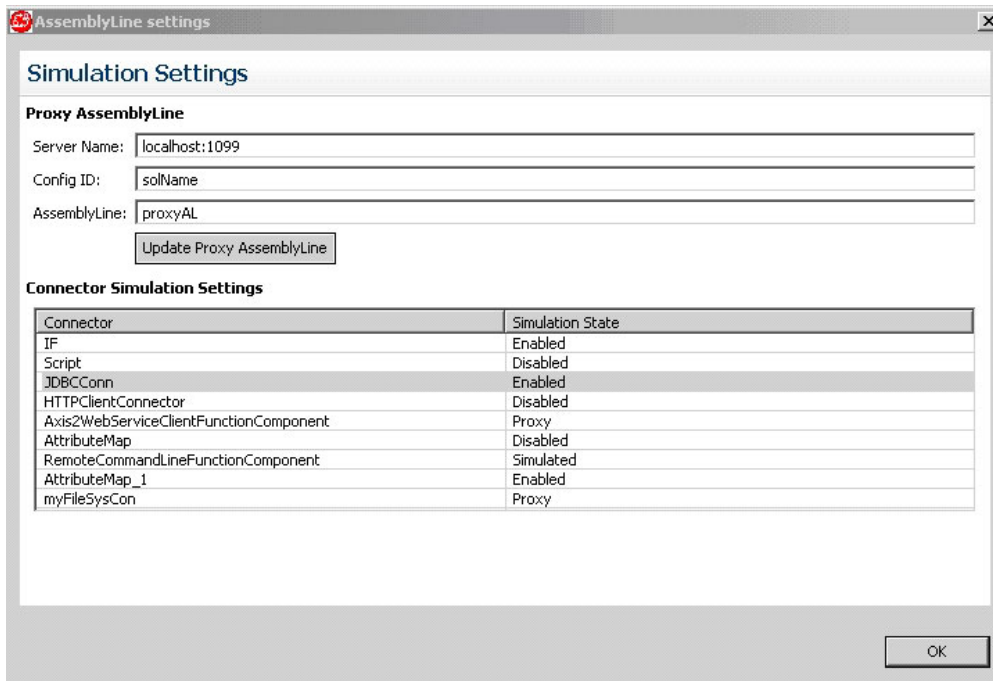 AssemblyLine settings
Simulation Settings
Proxy AssemblyLine
Server Name: localhost:1099
Config ID: solName
AssemblyLine: proxyAL
Update Proxy AssemblyLine
Connector Simulation Settings
Connector Simulation State
IF Enabled
Script Disabled
JDBCConn Enabled
HTTPClientConnector Disabled
Axis2WebServiceClientFunctionComponent Proxy
AttributeMap Disabled
RemoteCommandLineFunctionComponent Simulated
AttributeMap_1 Enabled
myFileSysCon Proxy
OK